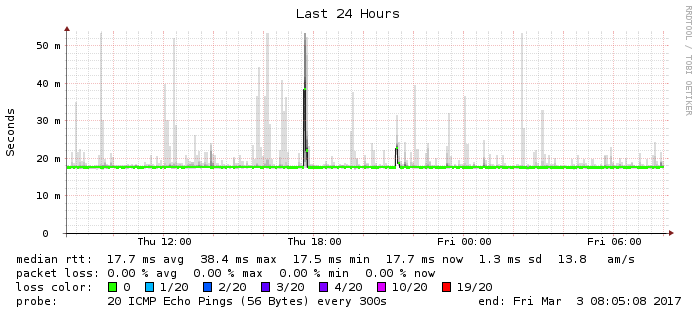 Last 24 Hours
RRDTOOL / TOBI OETIKER
Seconds
50 m
40 m
30 m
20 m
10 m
0
Thu 12:00 Thu 18:00 Fri 00:00 Fri 06:00
median rtt: 17.7 ms avg 38.4 ms max 17.5 ms min 17.7 ms now 1.3 ms sd 13.8 am/s
packet loss: 0.00 % avg 0.00 % max 0.00 % min 0.00 % now
loss color: 0 1/20 2/20 3/20 4/20 10/20 19/20
probe: 20 ICMP Echo Pings (56 Bytes) every 300s end: Fri Mar 3 08:05:08 2017